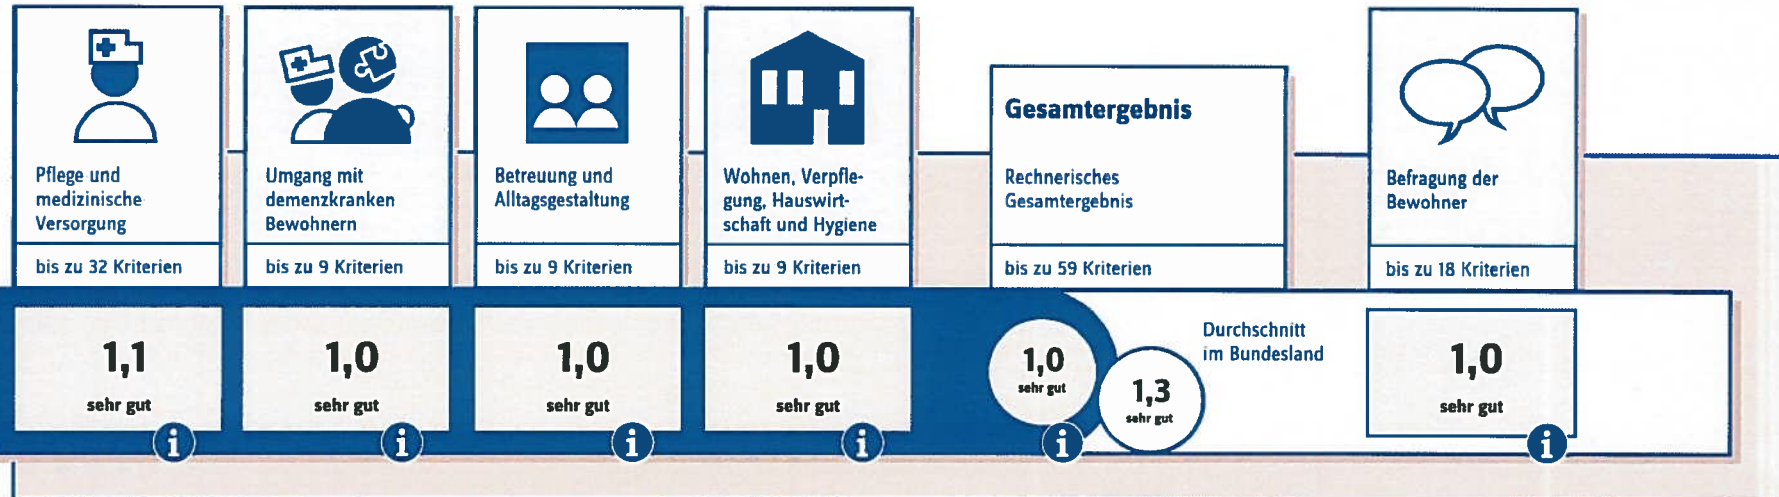 Pflege und
medizinische
Versorgung
bis zu 32 Kriterien
1,1
sehr gut
i
Umgang mit
demenzkranken
Bewohnern
bis zu 9 Kriterien
1,0
sehr gut
i
Betreuung und
Alltagsgestaltung
bis zu 9 Kriterien
1,0
sehr gut
i
Wohnen, Verpfle-
gung, Hauswirt-
schaft und Hygiene
bis zu 9 Kriterien
1,0
sehr gut
i
Gesamtergebnis
Rechnerisches
Gesamtergebnis
bis zu 59 Kriterien
1,0
sehr gut
i
Durchschnitt
im Bundesland
1,3
sehr gut
Befragung der
Bewohner
bis zu 18 Kriterien
1,0
sehr gut
i